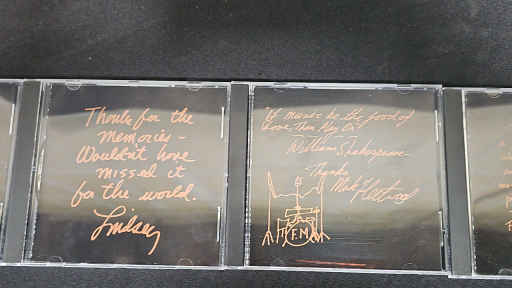 Thanks for the
memories –
Wouldn't have
missed it
for the world.
Lindsey
"If music be the food of
Love, Then Play On"
William Shakespeare
Thanks
Mick Fleetwood
F.M